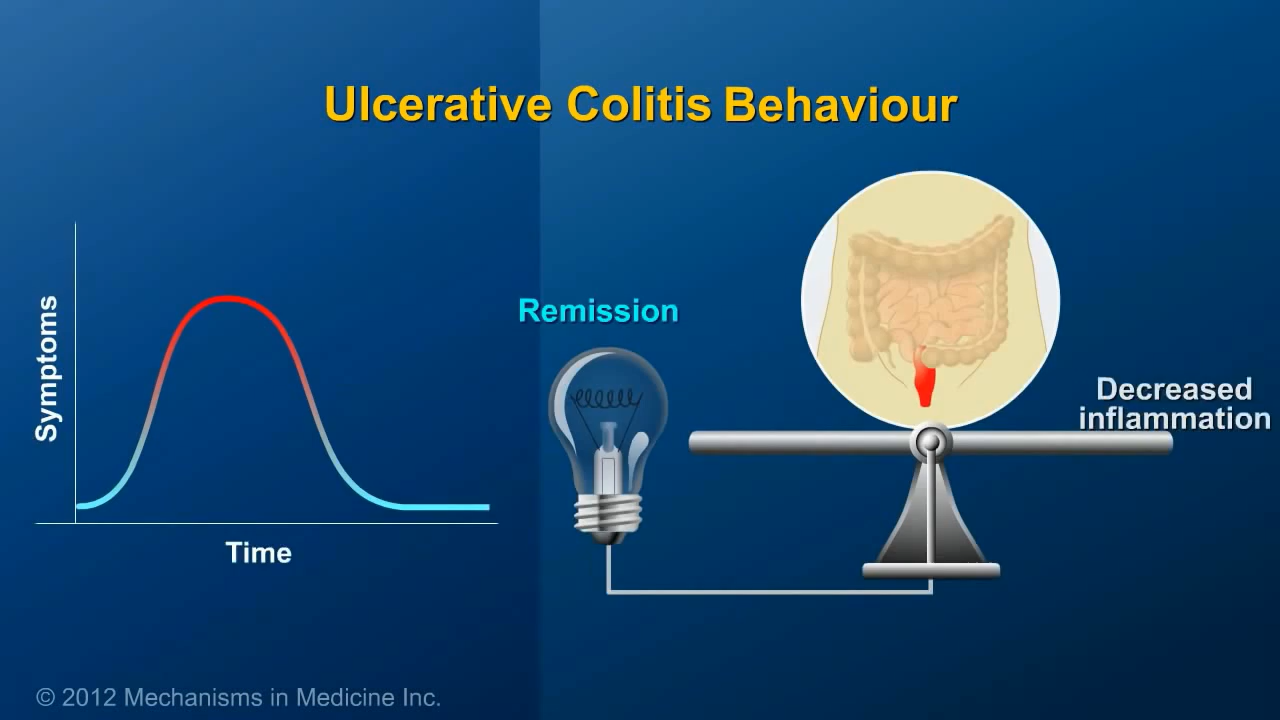 Ulcerative Colitis Behaviour
Symptoms
Time
Remission
Decreased
inflammation
© 2012 Mechanisms in Medicine Inc.